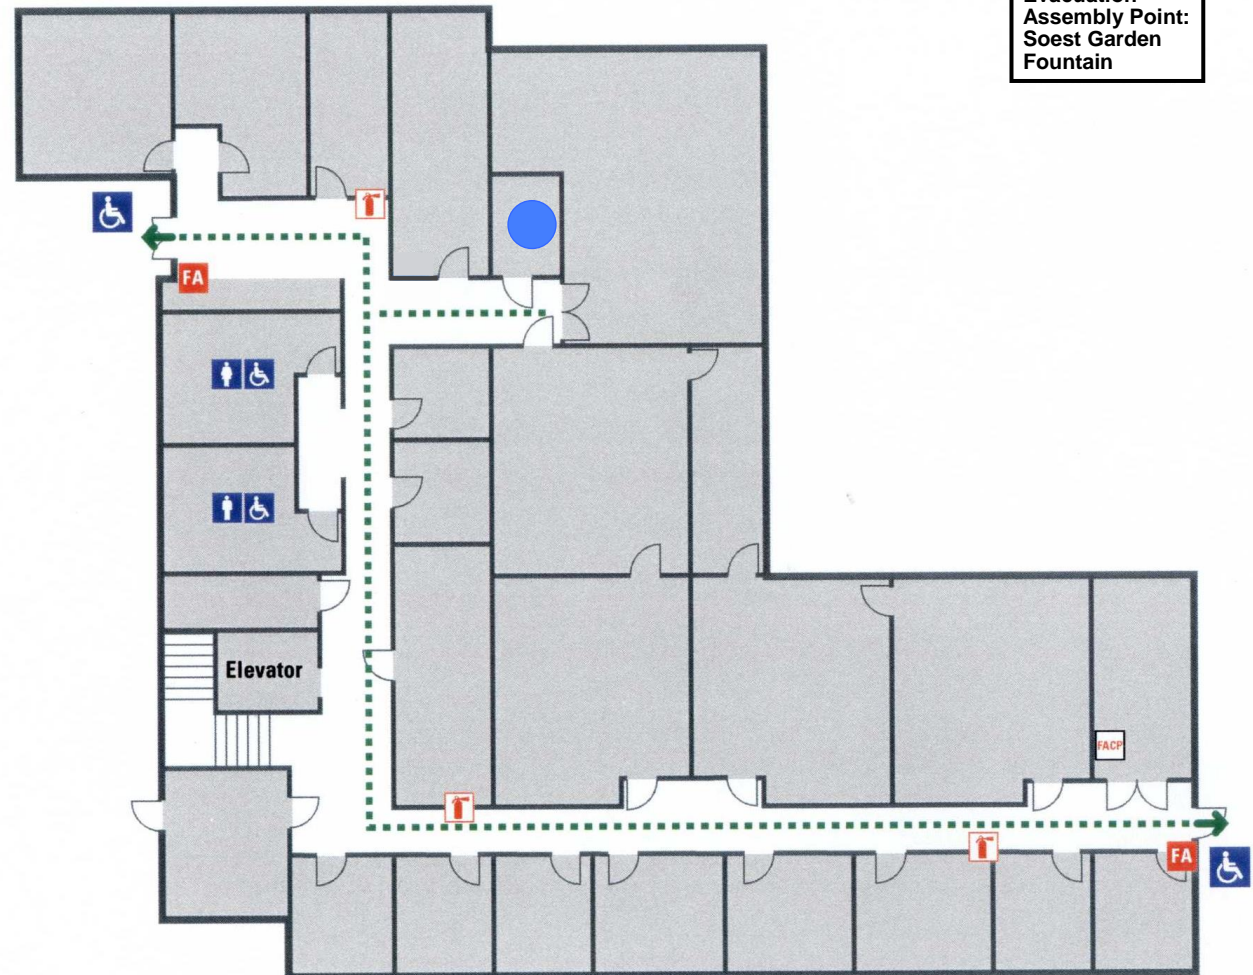 Assembly Point:
Soest Garden
Fountain
FA
Elevator
FACP
FA